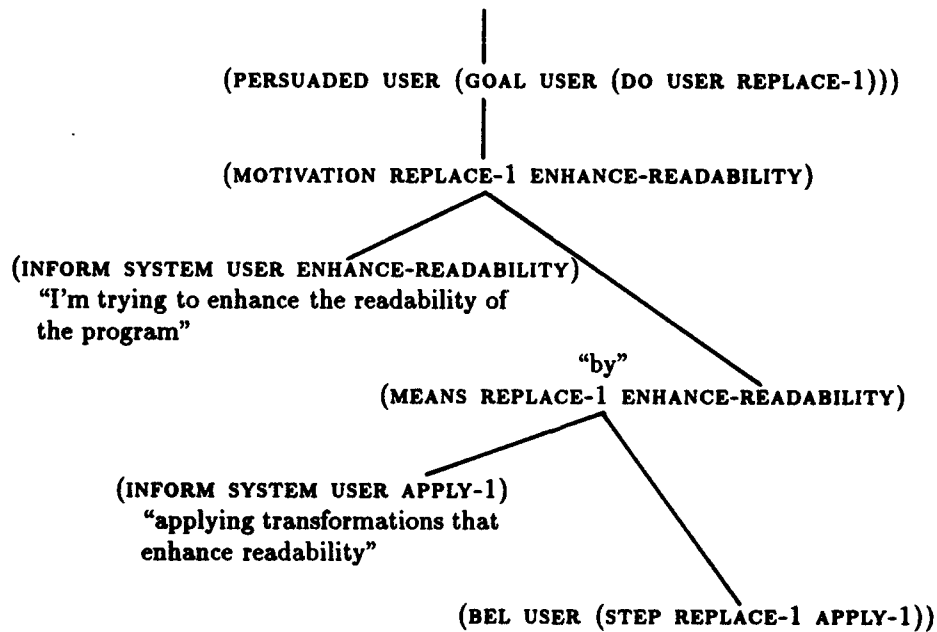 (PERSUADED USER (GOAL USER (DO USER REPLACE-1)))
(MOTIVATION REPLACE-1 ENHANCE-READABILITY)
(INFORM SYSTEM USER ENHANCE-READABILITY)
“I'm trying to enhance the readability of
the program”
“by”
(MEANS REPLACE-1 ENHANCE-READABILITY)
(INFORM SYSTEM USER APPLY-1)
“applying transformations that
enhance readability”
(BEL USER (STEP REPLACE-1 APPLY-1))